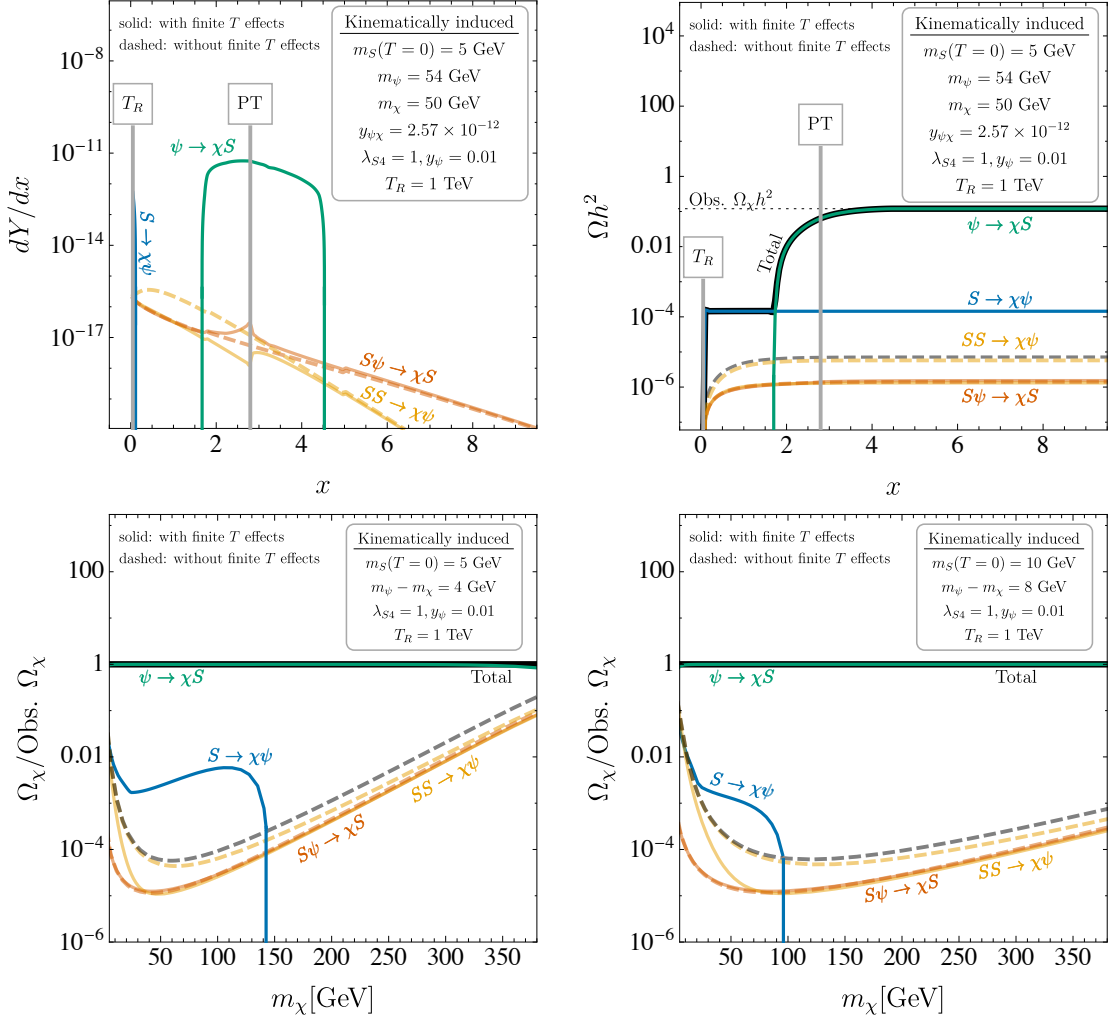 solid: with finite T effects
dashed: without finite T effects
Kinematically induced
m_S(T = 0) = 5 GeV
m_ψ = 54 GeV
m_χ = 50 GeV
y_ψχ = 2.57 × 10⁻¹²
λ_S4 = 1, y_ψ = 0.01
T_R = 1 TeV
T_R
PT
ψ → χS
S → χψ
Sψ → χS
SS → χψ
10⁻⁸
10⁻¹¹
10⁻¹⁴
10⁻¹⁷
dY/dx
0 2 4 6 8
x
solid: with finite T effects
dashed: without finite T effects
Kinematically induced
m_S(T = 0) = 5 GeV
m_ψ = 54 GeV
m_χ = 50 GeV
y_ψχ = 2.57 × 10⁻¹²
λ_S4 = 1, y_ψ = 0.01
T_R = 1 TeV
PT
Obs. Ω_χh²
ψ → χS
Total
T_R
S → χψ
SS → χψ
Sψ → χS
10⁴
100
1
0.01
10⁻⁴
10⁻⁶
Ωh²
0 2 4 6 8
x
solid: with finite T effects
dashed: without finite T effects
Kinematically induced
m_S(T = 0) = 5 GeV
m_ψ − m_χ = 4 GeV
λ_S4 = 1, y_ψ = 0.01
T_R = 1 TeV
ψ → χS
Total
S → χψ
SS → χψ
Sψ → χS
100
1
0.01
10⁻⁴
10⁻⁶
Ω_χ/Obs. Ω_χ
50 100 150 200 250 300 350
m_χ[GeV]
solid: with finite T effects
dashed: without finite T effects
Kinematically induced
m_S(T = 0) = 10 GeV
m_ψ − m_χ = 8 GeV
λ_S4 = 1, y_ψ = 0.01
T_R = 1 TeV
ψ → χS
Total
S → χψ
SS → χψ
Sψ → χS
100
1
0.01
10⁻⁴
10⁻⁶
Ω_χ/Obs. Ω_χ
50 100 150 200 250 300 350
m_χ[GeV]